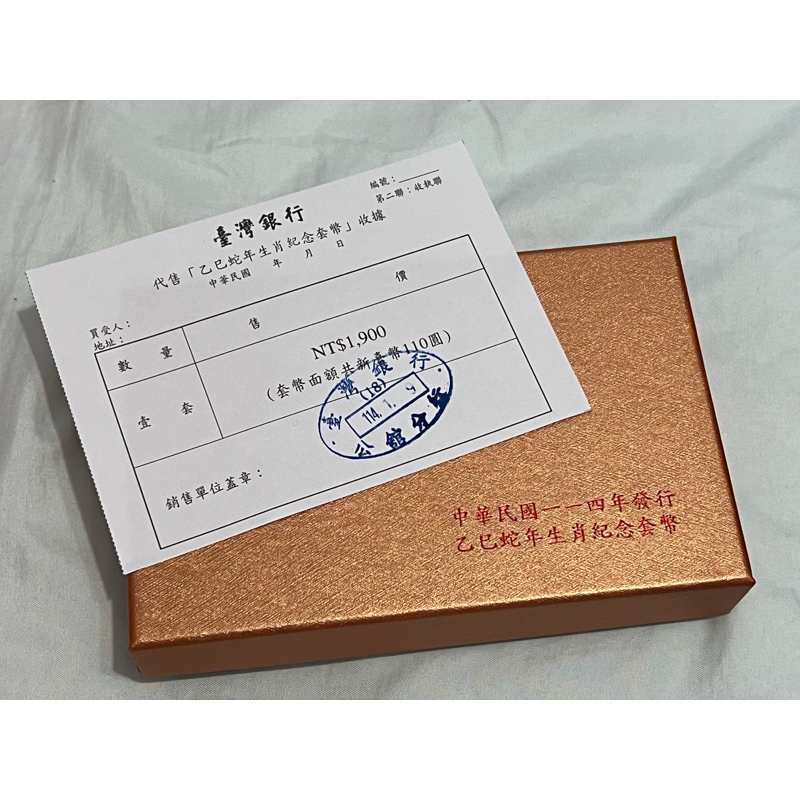 編號：
第二聯：收執聯
臺灣銀行
代售「乙巳蛇年生肖紀念套幣」收據
中華民國 年 月 日
買受人：
地址：
數 量
售 價
壹 套
NT$1,900
（套幣面額共新臺幣110圓）
銷售單位蓋章：
臺灣銀行
(18)
114. 1. 9
公館分行
中華民國一一四年發行
乙巳蛇年生肖紀念套幣